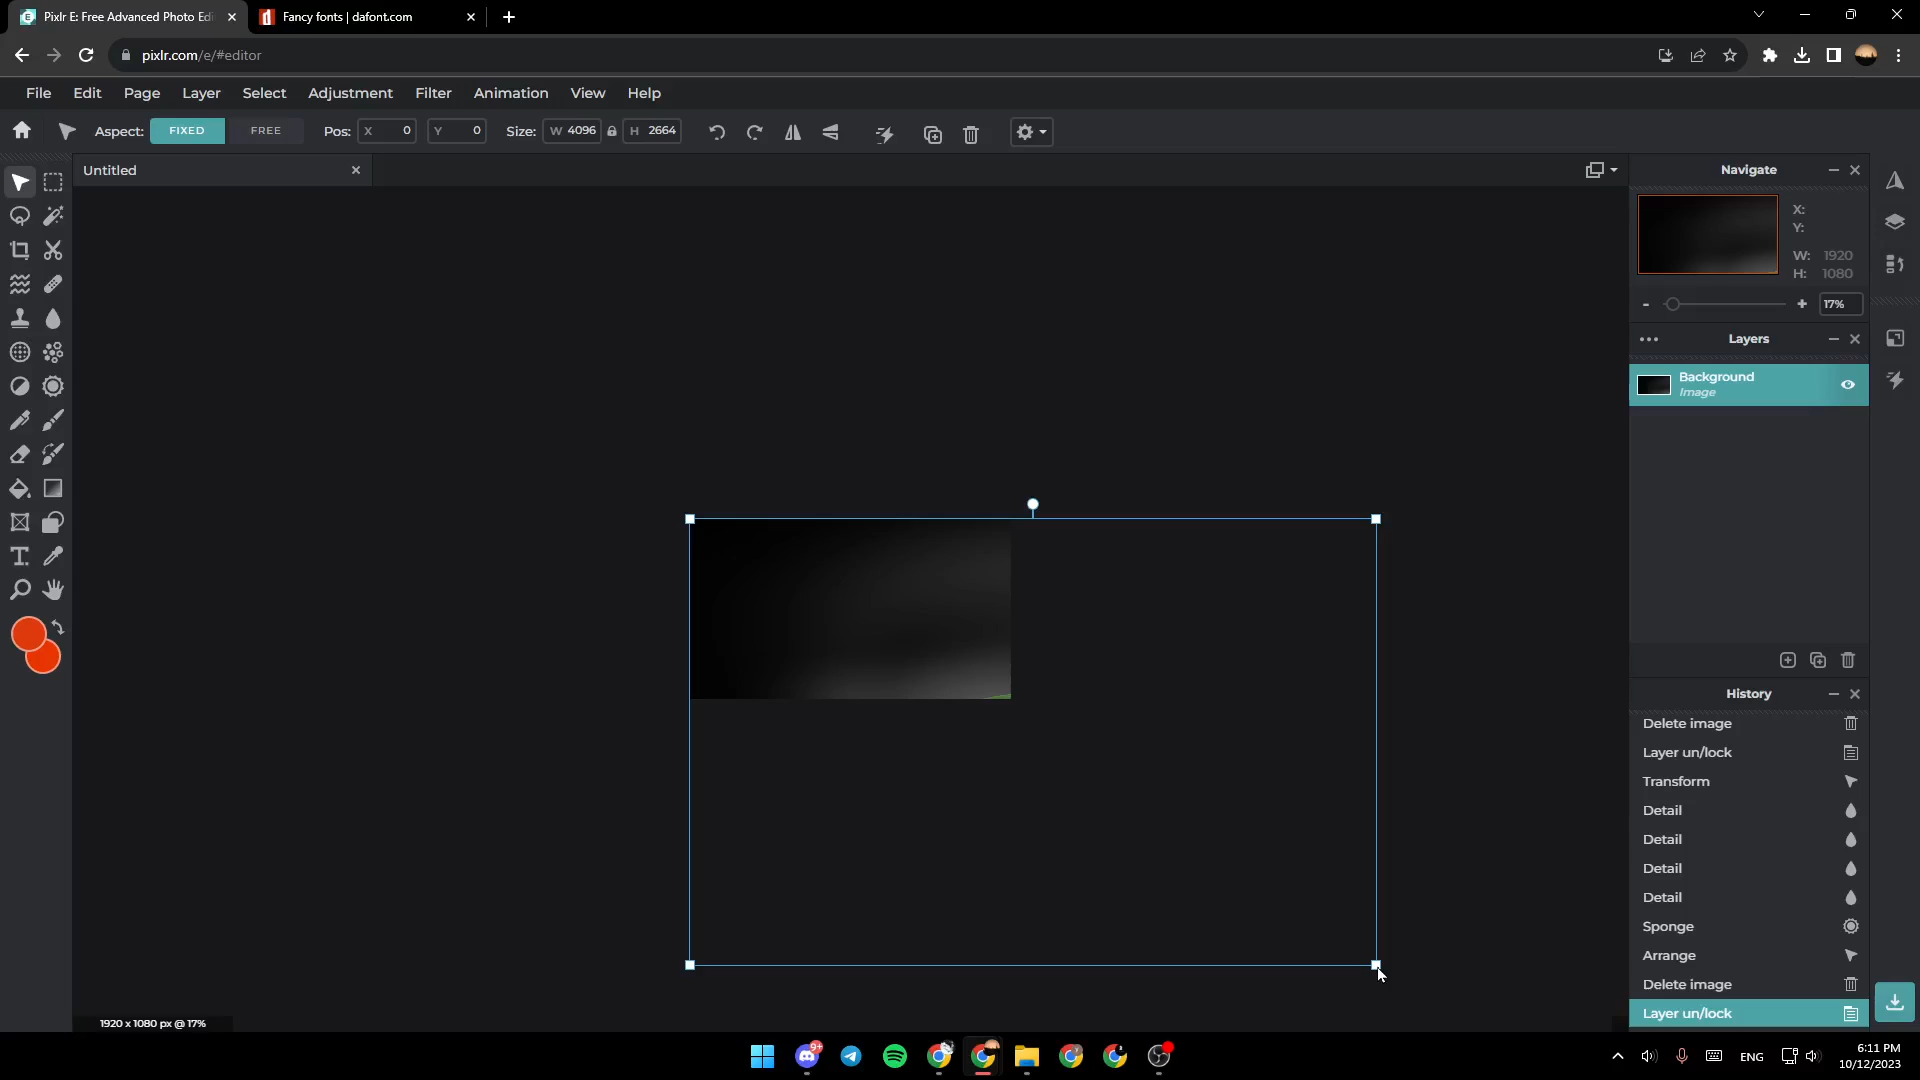 Pixlr E: Free Advanced Photo Edi
Fancy fonts | dafont.com
pixlr.com/e/#editor
File Edit Page Layer Select Adjustment Filter Animation View Help
Aspect: FIXED FREE Pos: X 0 Y 0 Size: W 4096 H 2664
Untitled
Navigate
X:
Y:
W: 1920
H: 1080
- + 17%
Layers
Background
Image
History
Delete image
Layer un/lock
Transform
Detail
Detail
Detail
Detail
Sponge
Arrange
Delete image
Layer un/lock
1920 x 1080 px @ 17%
9+
ENG
6:11 PM
10/12/2023